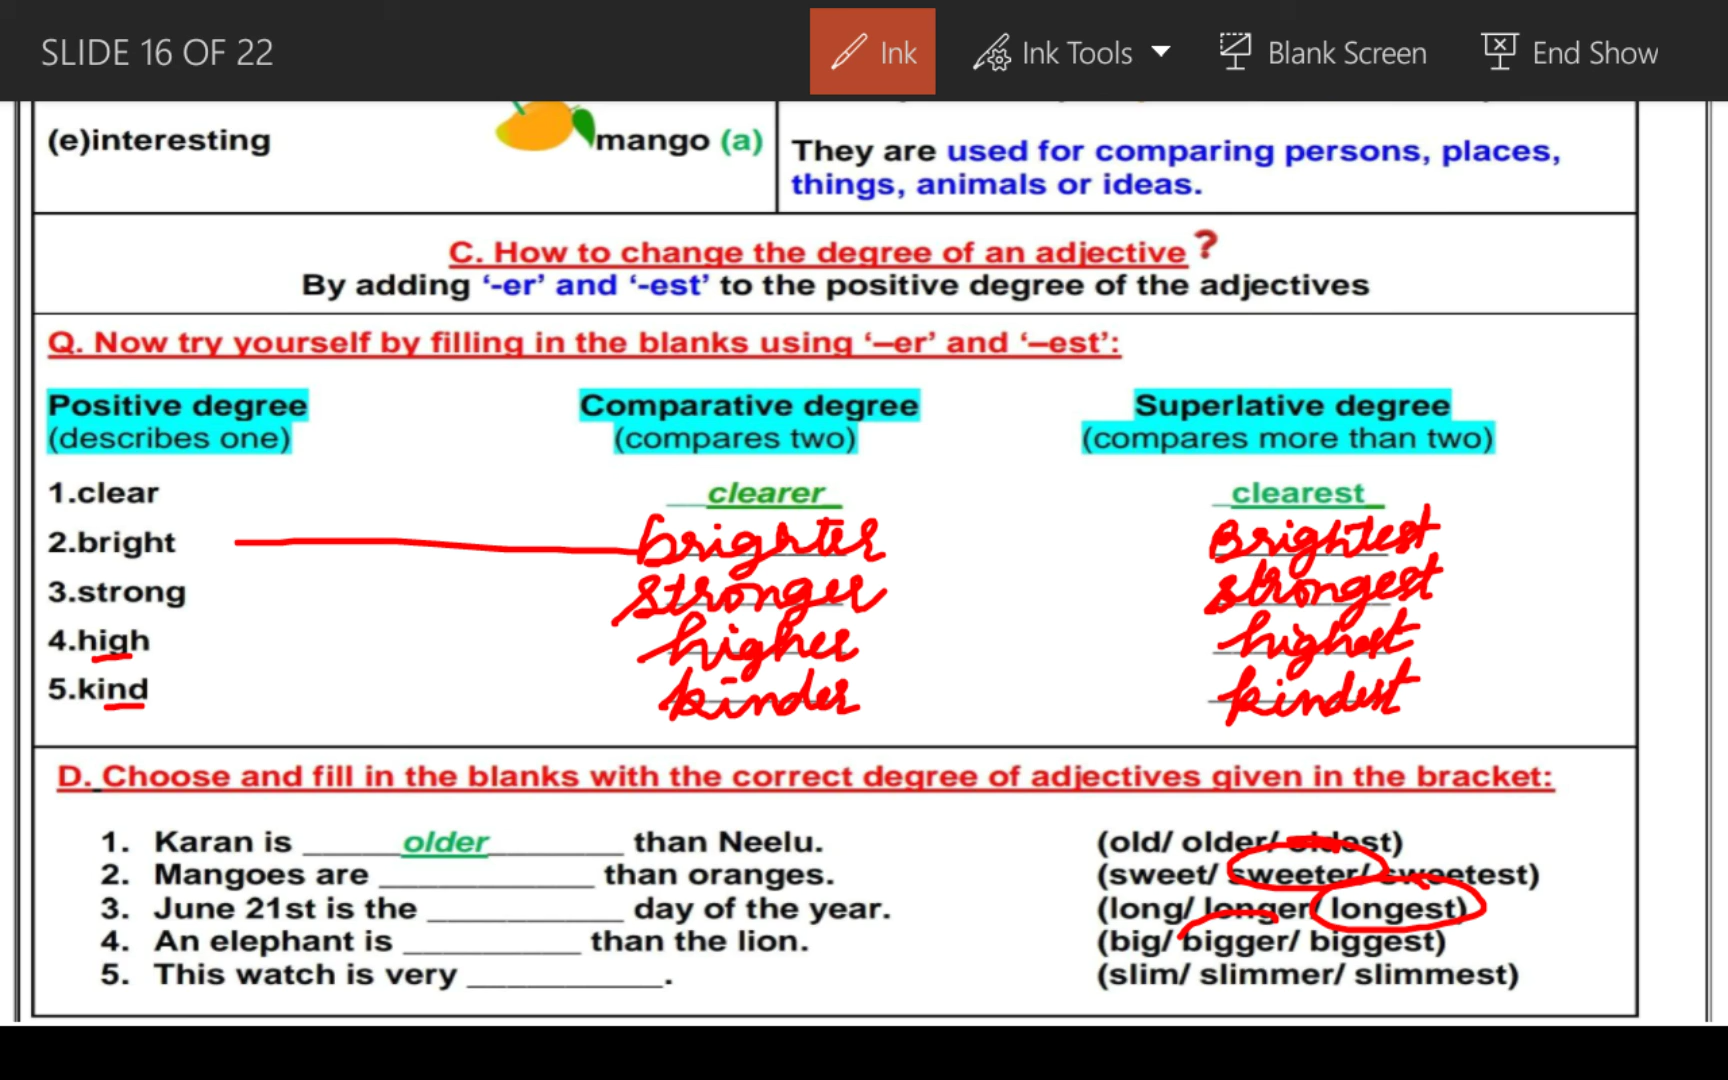 SLIDE 16 OF 22 Ink Ink Tools Blank Screen End Show
(e)interesting mango (a)
They are used for comparing persons, places,
things, animals or ideas.
C. How to change the degree of an adjective ?
By adding ‘-er’ and ‘-est’ to the positive degree of the adjectives
Q. Now try yourself by filling in the blanks using ‘–er’ and ‘–est’:
Positive degree Comparative degree Superlative degree
(describes one) (compares two) (compares more than two)
1.clear __clearer_ _clearest_
2.bright brighter Brightest
3.strong stronger strongest
4.high higher highest
5.kind kinder kindest
D. Choose and fill in the blanks with the correct degree of adjectives given in the bracket:
1. Karan is _____older_______ than Neelu. (old/ older/ oldest)
2. Mangoes are ___________ than oranges. (sweet/ sweeter/ sweetest)
3. June 21st is the __________ day of the year. (long/ longer/ longest)
4. An elephant is _________ than the lion. (big/ bigger/ biggest)
5. This watch is very __________. (slim/ slimmer/ slimmest)